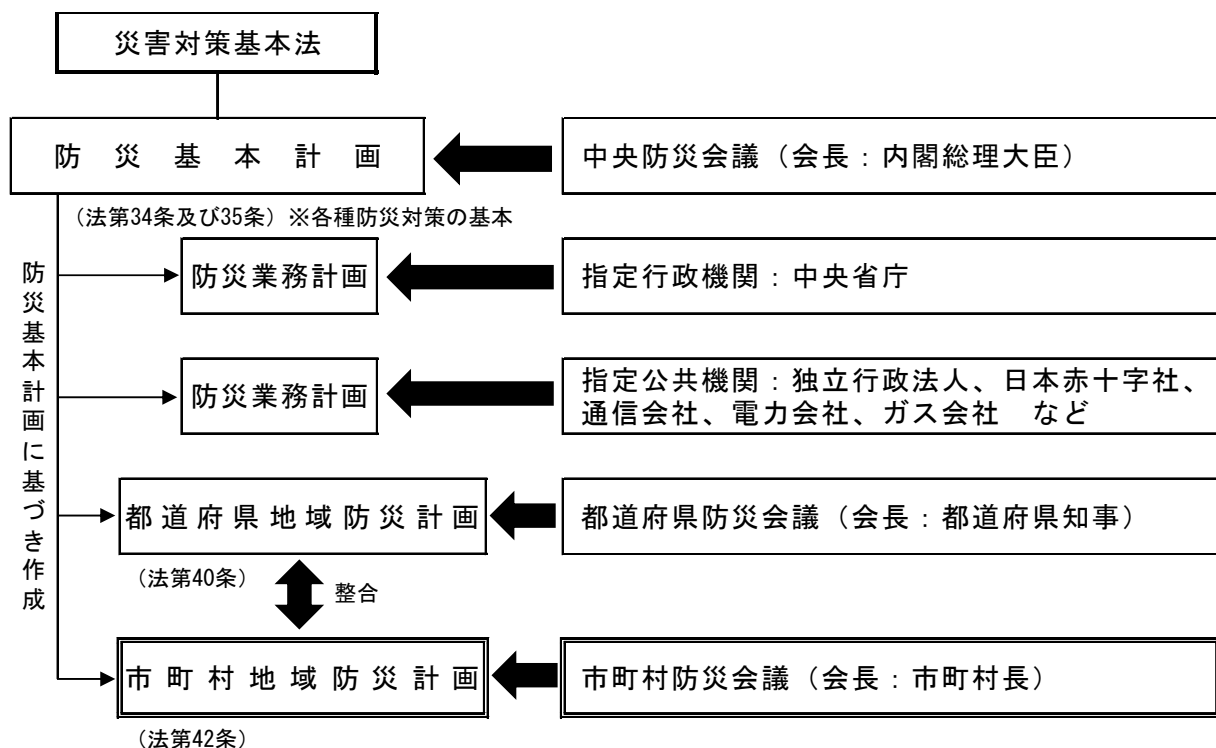 災害対策基本法
防災基本計画
中央防災会議（会長：内閣総理大臣）
（法第34条及び35条）※各種防災対策の基本
防災基本計画に基づき作成
防災業務計画
指定行政機関：中央省庁
防災業務計画
指定公共機関：独立行政法人、日本赤十字社、
通信会社、電力会社、ガス会社　など
都道府県地域防災計画
都道府県防災会議（会長：都道府県知事）
（法第40条）
整合
市町村地域防災計画
市町村防災会議（会長：市町村長）
（法第42条）